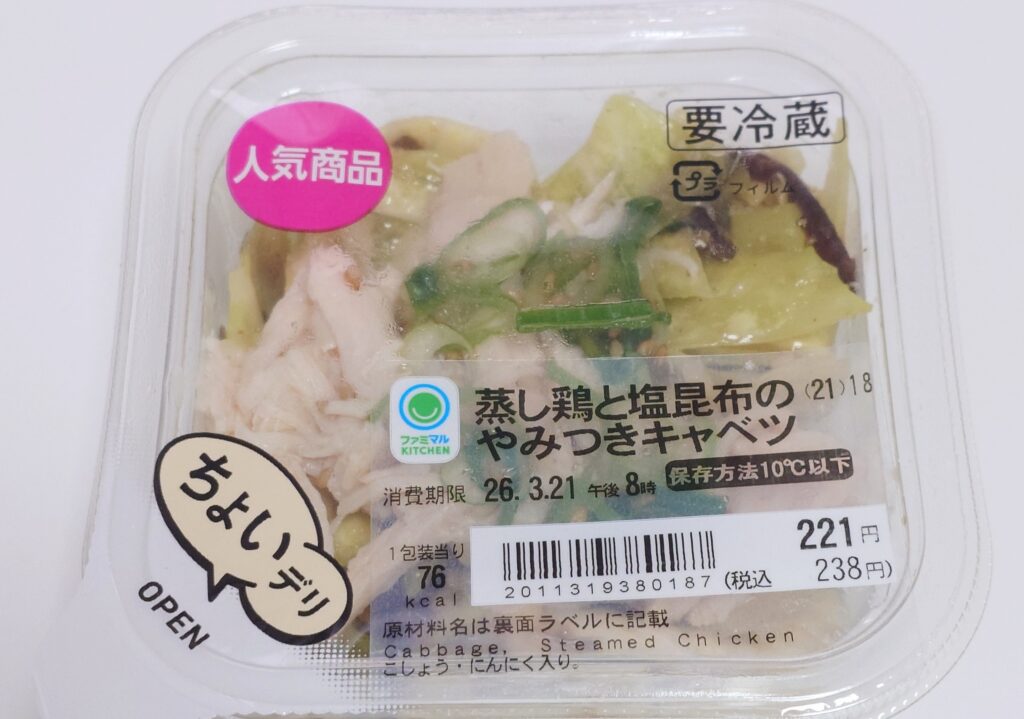 人気商品
要冷蔵
プラ フィルム
蒸し鶏と塩昆布の (21)18
やみつきキャベツ
ファミマル
KITCHEN
消費期限 26. 3.21 午後 8時
保存方法10℃以下
ちょい
デリ
OPEN
1包装当り
76
kcal
221円
2011319380187
(税込 238円)
原材料名は裏面ラベルに記載
Cabbage, Steamed Chicken
こしょう・にんにく入り。